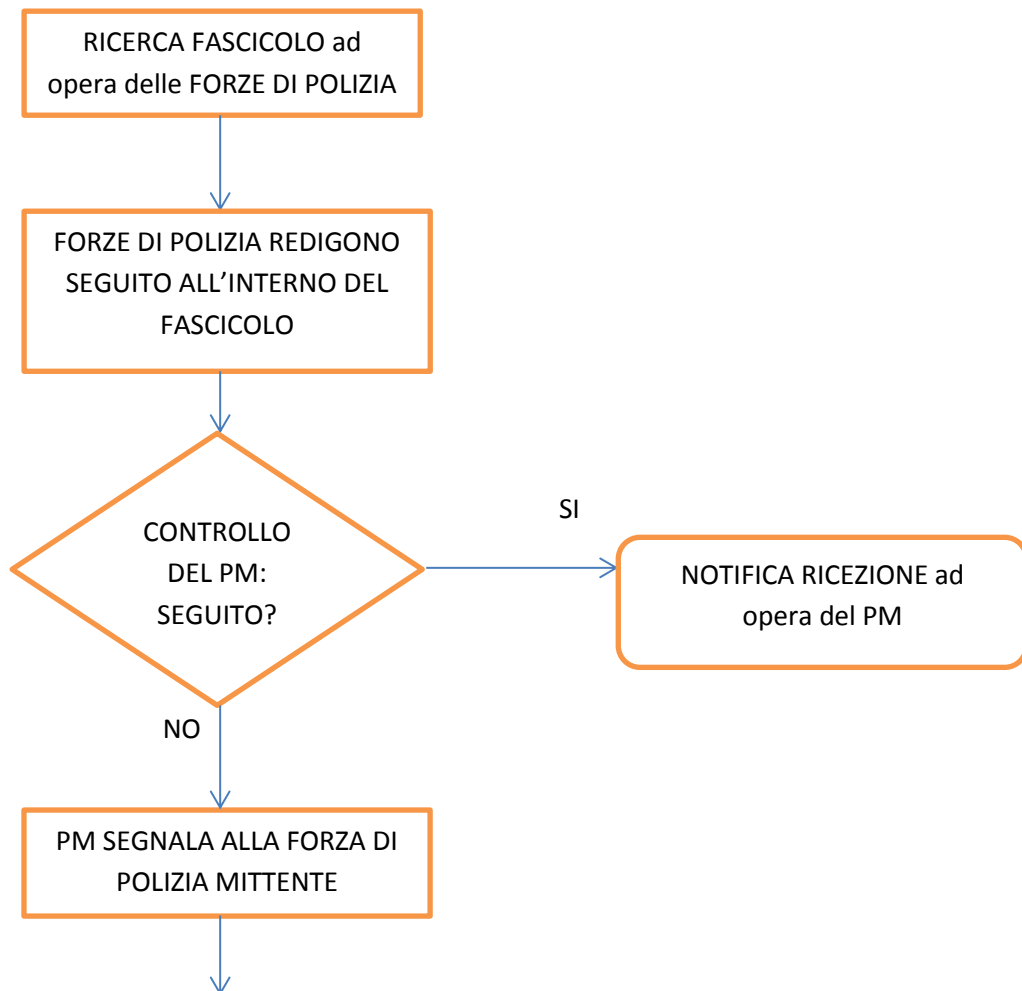 RICERCA FASCICOLO ad
opera delle FORZE DI POLIZIA
FORZE DI POLIZIA REDIGONO
SEGUITO ALL’INTERNO DEL
FASCICOLO
CONTROLLO
DEL PM:
SEGUITO?
SI
NOTIFICA RICEZIONE ad
opera del PM
NO
PM SEGNALA ALLA FORZA DI
POLIZIA MITTENTE